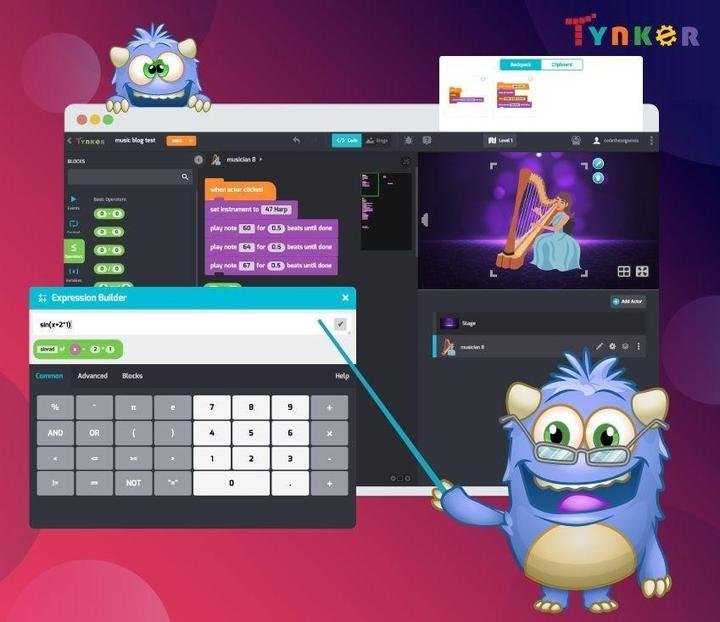 TYNKER
Backpack Clipboard
TYNKER music blog test
Code Stage
Level 1
codetheorgames
BLOCKS
musician 8
JS
Basic Operators
Events
Control
Operators
Variables
when actor clicked
set instrument to 47 Harp
play note 60 for 0.5 beats until done
play note 64 for 0.5 beats until done
play note 67 for 0.5 beats until done
Add Actor
Stage
musician 8
Expression Builder
sin(x+2*1)
sinrad of x + 2 * 1
Common Advanced Blocks Help
% ^ π e 7 8 9 ÷
AND OR ( ) 4 5 6 ×
< <= >= > 1 2 3 -
!= == NOT "=" 0 . +